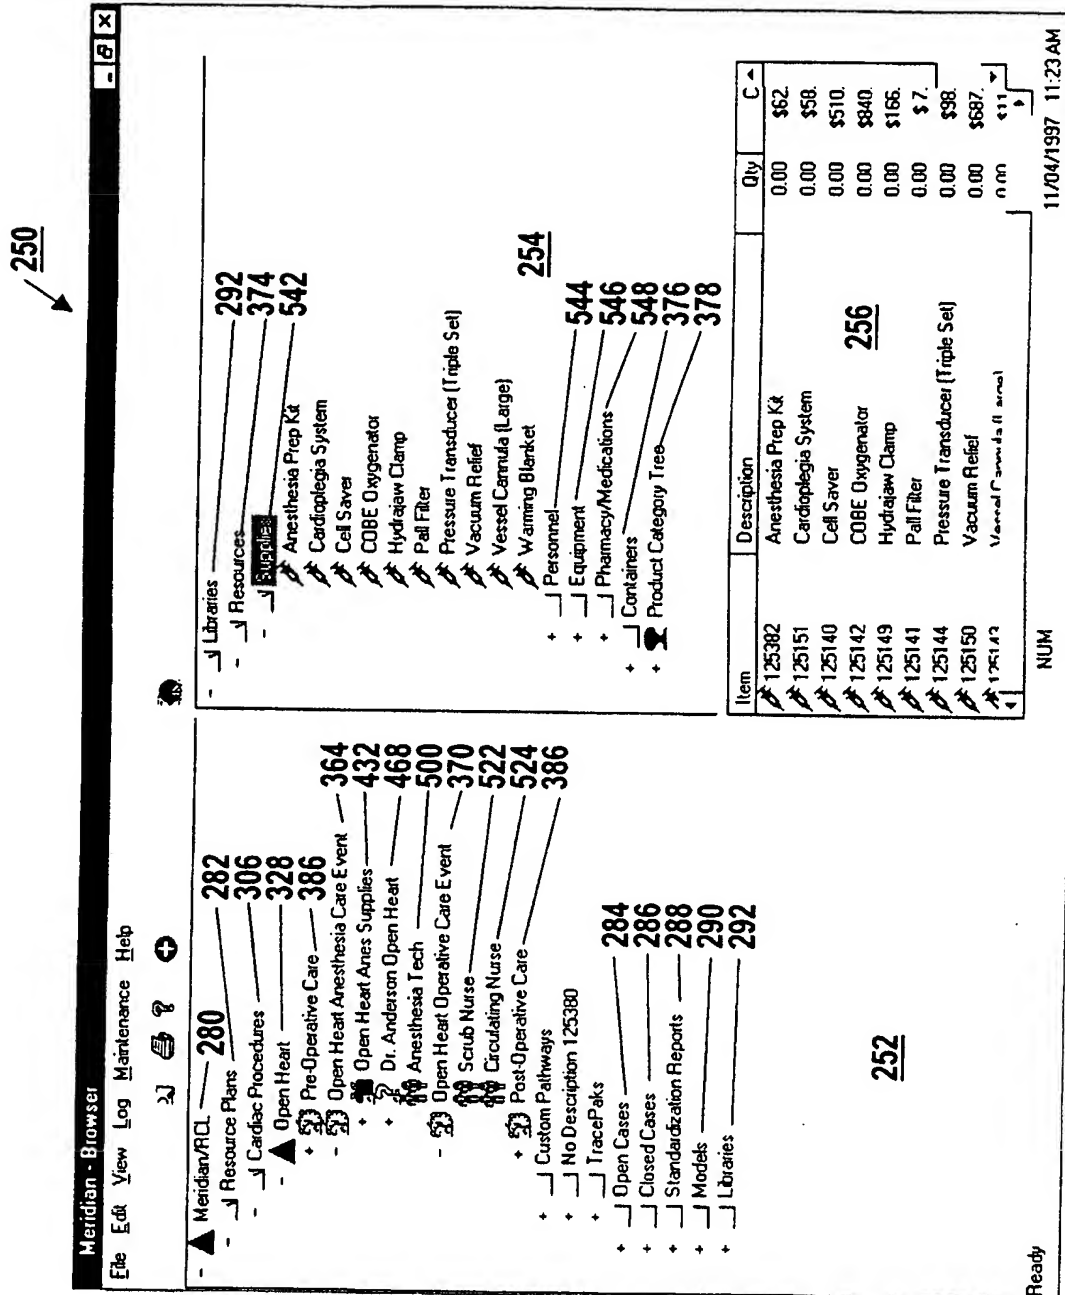 250
Meridian - Browser
File Edit View Log Maintenance Help
Meridian/RCL 280
- Resource Plans 282
- Cardiac Procedures 306
- Open Heart 328
+ Pre-Operative Care 386
- Open Heart Anesthesia Care Event 364
+ Open Heart Anes Supplies 432
+ Dr. Anderson Open Heart 468
Anesthesia Tech 500
- Open Heart Operative Care Event 370
Scrub Nurse 522
Circulating Nurse 524
+ Post-Operative Care 386
+ Custom Pathways
+ No Description 125380
+ TracePaks
+ Open Cases 284
+ Closed Cases 286
+ Standardization Reports 288
+ Models 290
+ Libraries 292
252
- Libraries 292
- Resources 374
- Supplies 542
Anesthesia Prep Kit
Cardioplegia System
Cell Saver
COBE Oxygenator
Hydrajaw Clamp
Pall Filter
Pressure Transducer (Triple Set)
Vacuum Relief
Vessel Cannula (Large)
Warming Blanket
254
+ Personnel 544
+ Equipment 546
+ Pharmacy/Medications 548
+ Containers 376
+ Product Category Tree 378
Item Description Qty C
125382 Anesthesia Prep Kit 0.00 $62.
125151 Cardioplegia System 0.00 $58.
125140 Cell Saver 0.00 $510.
125142 COBE Oxygenator 0.00 $840.
125149 Hydrajaw Clamp 0.00 $166.
125141 Pall Filter 0.00 $7.
125144 Pressure Transducer (Triple Set) 0.00 $98.
125150 Vacuum Relief 0.00 $687.
125143 Vessel Cannula (Large) 0.00 $11
256
Ready NUM 11/04/1997 11:23 AM